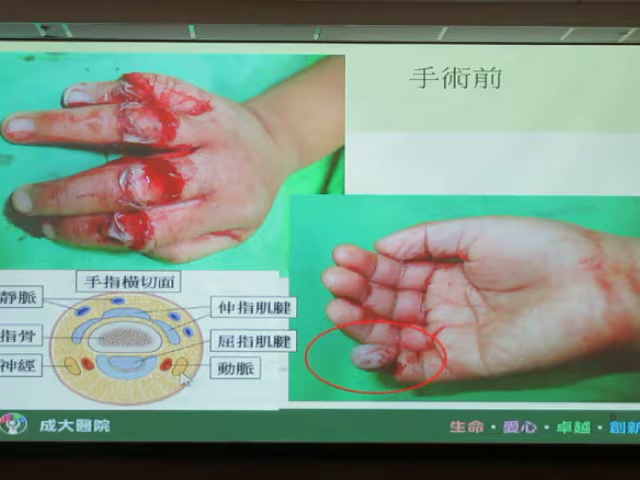 手術前
手指橫切面
靜脈
伸指肌腱
指骨
屈指肌腱
神經
動脈
成大醫院
生命・愛心・卓越・創新